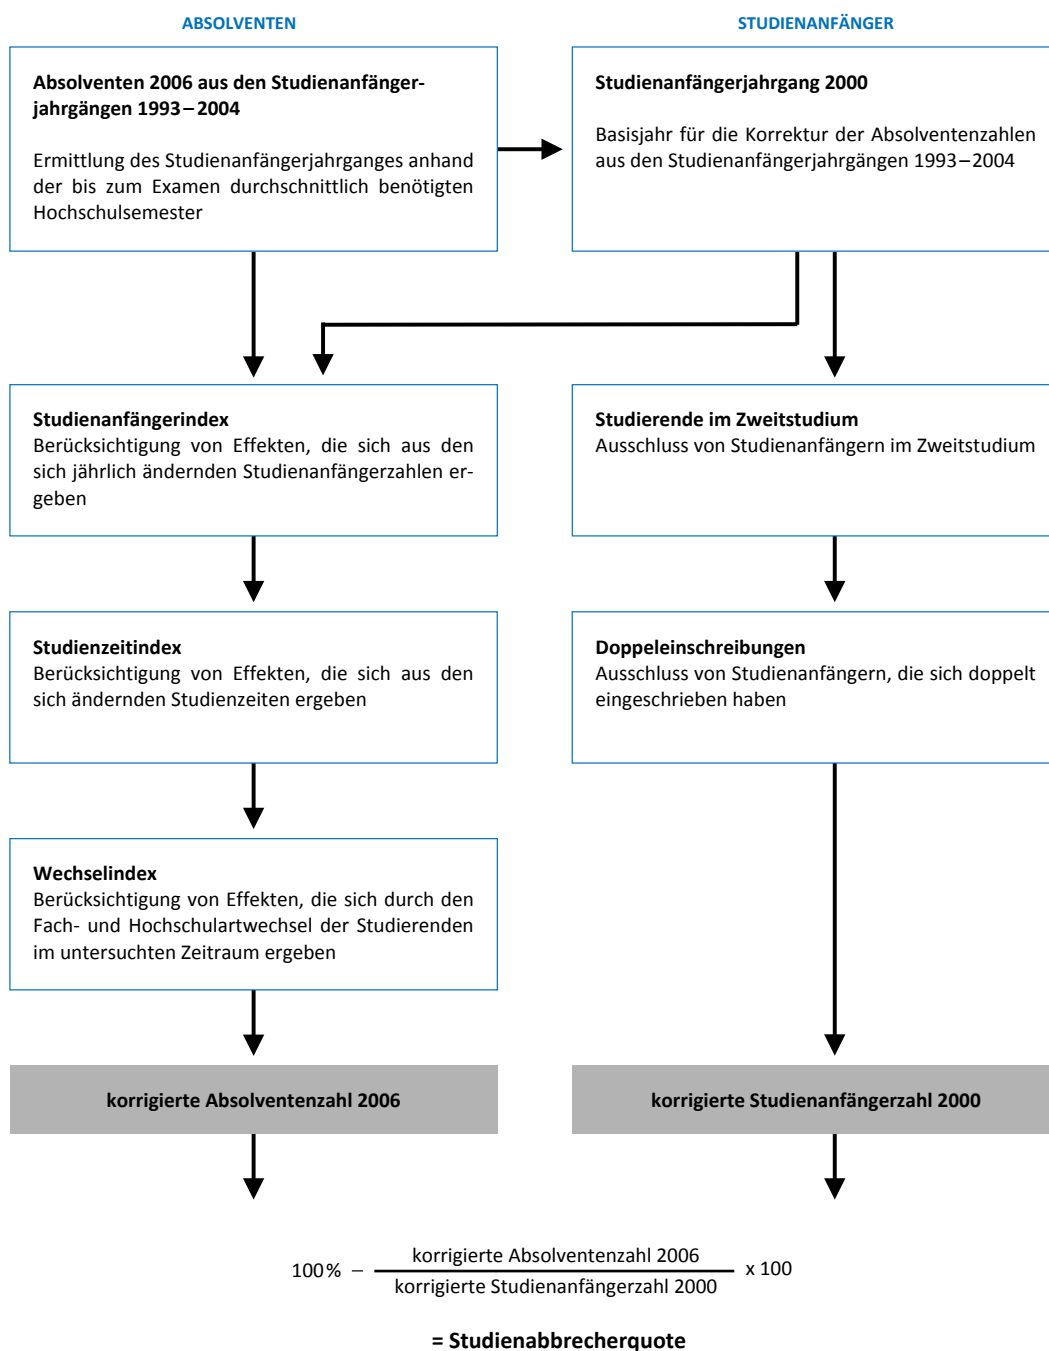 ABSOLVENTEN
STUDIENANFÄNGER
Absolventen 2006 aus den Studienanfänger-
jahrgängen 1993–2004
Ermittlung des Studienanfängerjahrganges anhand
der bis zum Examen durchschnittlich benötigten
Hochschulsemester
Studienanfängerjahrgang 2000
Basisjahr für die Korrektur der Absolventenzahlen
aus den Studienanfängerjahrgängen 1993–2004
Studienanfängerindex
Berücksichtigung von Effekten, die sich aus den
sich jährlich ändernden Studienanfängerzahlen er-
geben
Studierende im Zweitstudium
Ausschluss von Studienanfängern im Zweitstudium
Studienzeitindex
Berücksichtigung von Effekten, die sich aus den
sich ändernden Studienzeiten ergeben
Doppeleinschreibungen
Ausschluss von Studienanfängern, die sich doppelt
eingeschrieben haben
Wechselindex
Berücksichtigung von Effekten, die sich durch den
Fach- und Hochschulartwechsel der Studierenden
im untersuchten Zeitraum ergeben
korrigierte Absolventenzahl 2006
korrigierte Studienanfängerzahl 2000
korrigierte Absolventenzahl 2006
100% – x 100
korrigierte Studienanfängerzahl 2000
= Studienabbrecherquote